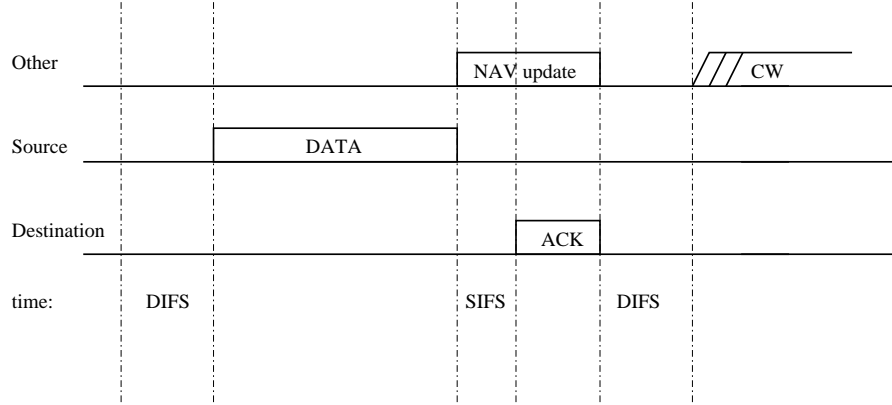 Other
NAV update
CW
Source
DATA
Destination
ACK
time:
DIFS
SIFS
DIFS